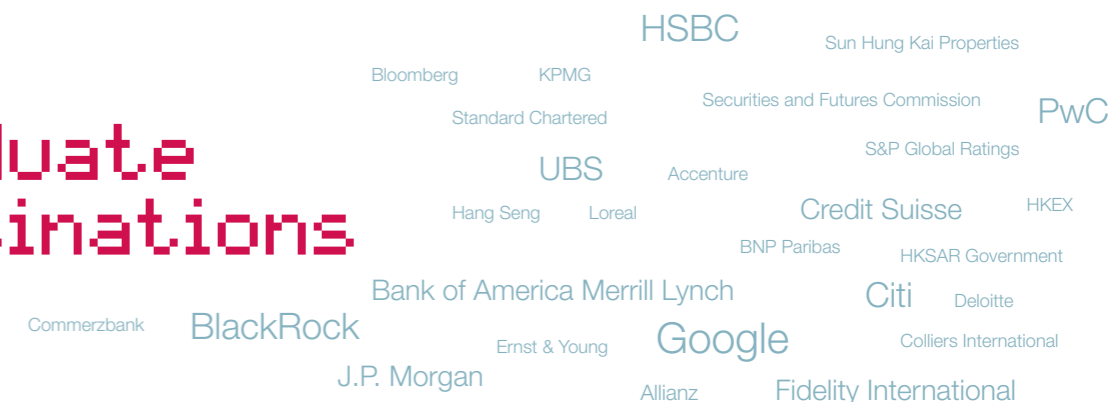 HSBC
Sun Hung Kai Properties
Bloomberg KPMG
Securities and Futures Commission
PwC
Standard Chartered
duate
S&P Global Ratings
UBS
Accenture
Hang Seng Loreal
Credit Suisse
HKEX
inations
BNP Paribas
HKSAR Government
Bank of America Merrill Lynch
Citi
Deloitte
Commerzbank
BlackRock
Ernst & Young
Google
Colliers International
J.P. Morgan
Allianz
Fidelity International